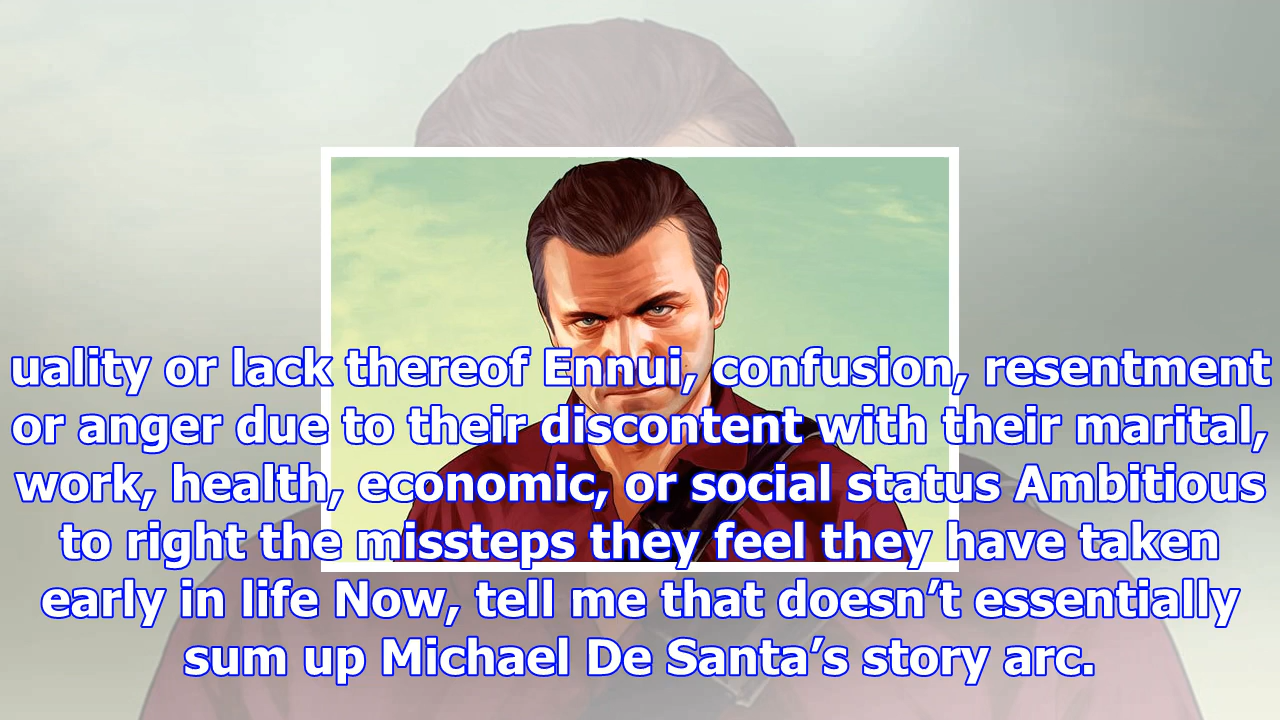 uality or lack thereof Ennui, confusion, resentment
or anger due to their discontent with their marital,
work, health, economic, or social status Ambitious
to right the missteps they feel they have taken
early in life Now, tell me that doesn’t essentially
sum up Michael De Santa’s story arc.